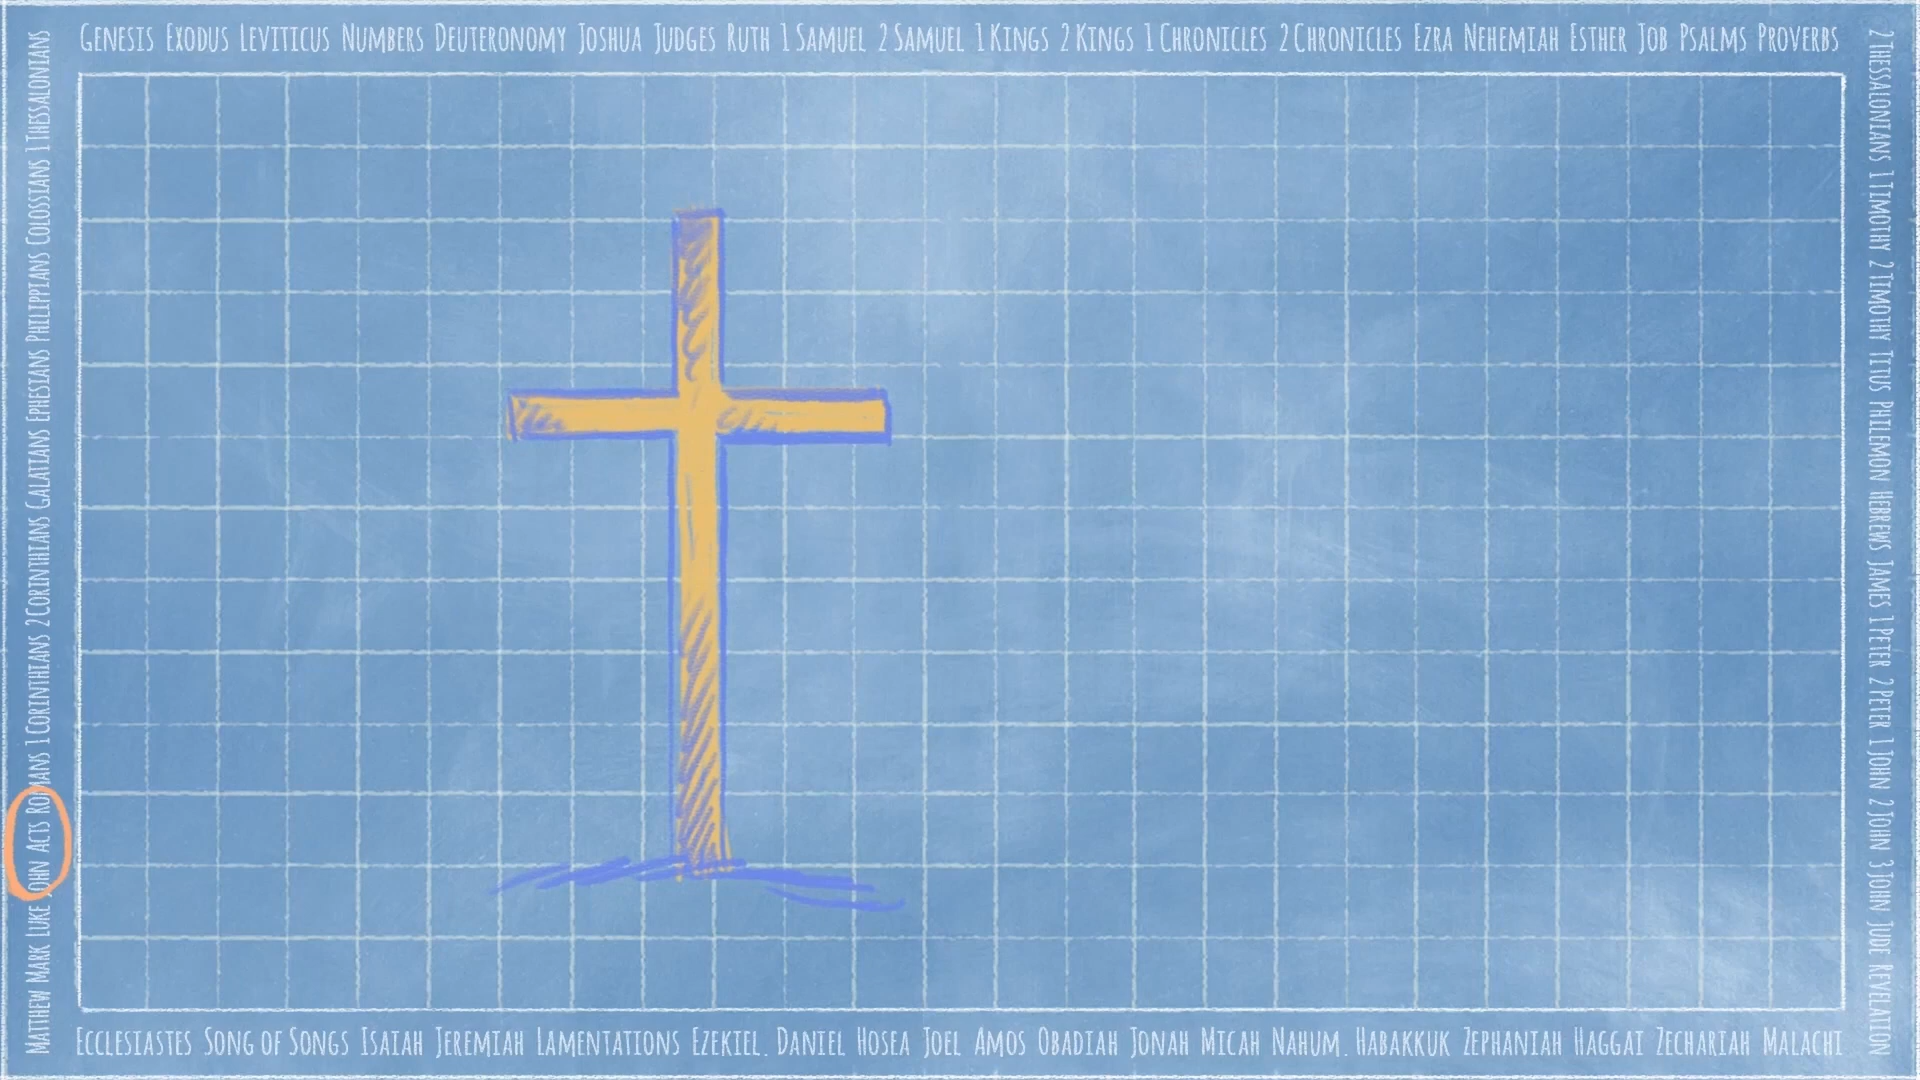 Genesis Exodus Leviticus Numbers Deuteronomy Joshua Judges Ruth 1 Samuel 2 Samuel 1 Kings 2 Kings 1 Chronicles 2 Chronicles Ezra Nehemiah Esther Job Psalms Proverbs
Ecclesiastes Song of Songs Isaiah Jeremiah Lamentations Ezekiel. Daniel Hosea Joel Amos Obadiah Jonah Micah Nahum. Habakkuk Zephaniah Haggai Zechariah Malachi
Matthew Mark Luke John Acts Romans 1 Corinthians 2 Corinthians Galatians Ephesians Philippians Colossians 1 Thessalonians
2 Thessalonians 1 Timothy 2 Timothy Titus Philemon Hebrews James 1 Peter 2 Peter 1 John 2 John 3 John Jude Revelation